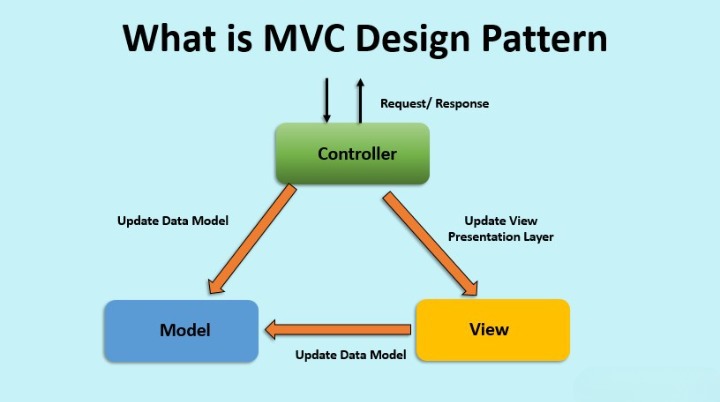 What is MVC Design Pattern
Request/ Response
Controller
Update Data Model
Update View
Presentation Layer
Model
View
Update Data Model